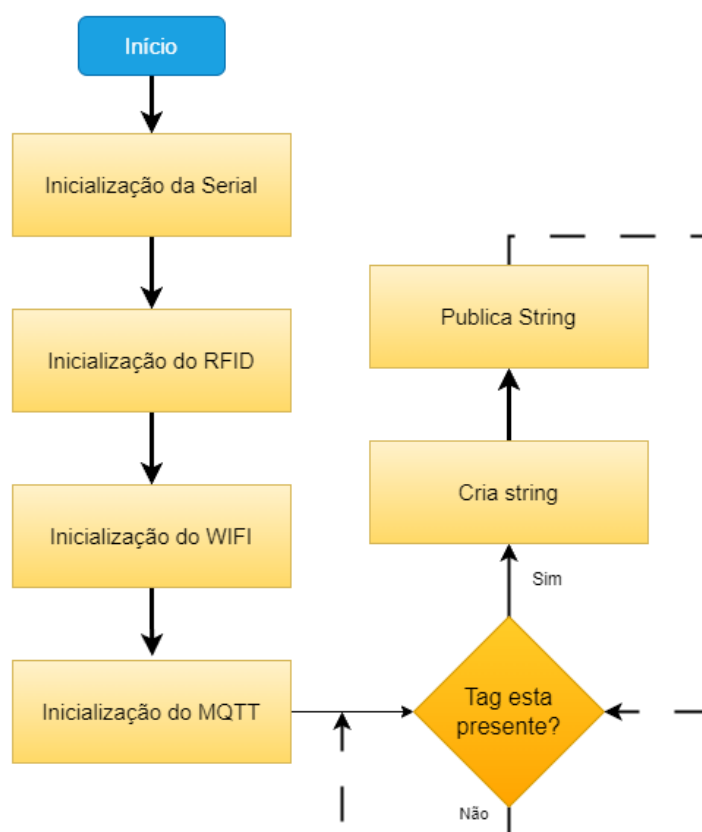 Início
Inicialização da Serial
Inicialização do RFID
Inicialização do WIFI
Inicialização do MQTT
Tag esta
presente?
Sim
Cria string
Publica String
Não